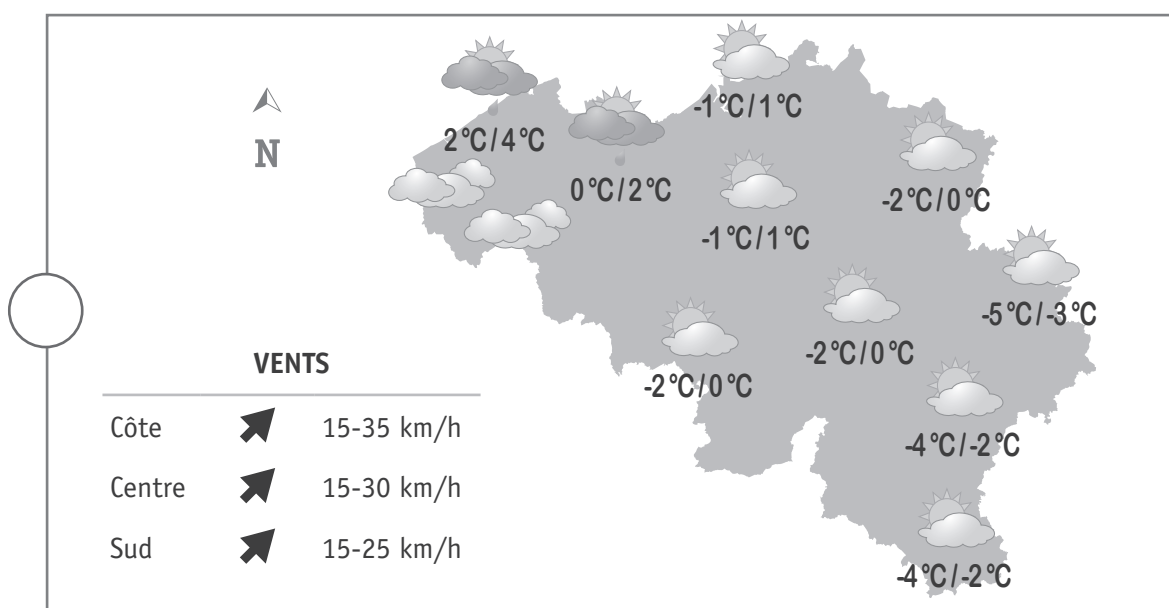 N
-1°C/1°C
2°C/4°C
0°C/2°C
-2°C/0°C
-1°C/1°C
-5°C/-3°C
-2°C/0°C
-2°C/0°C
-4°C/-2°C
-4°C/-2°C
VENTS
Côte 15-35 km/h
Centre 15-30 km/h
Sud 15-25 km/h